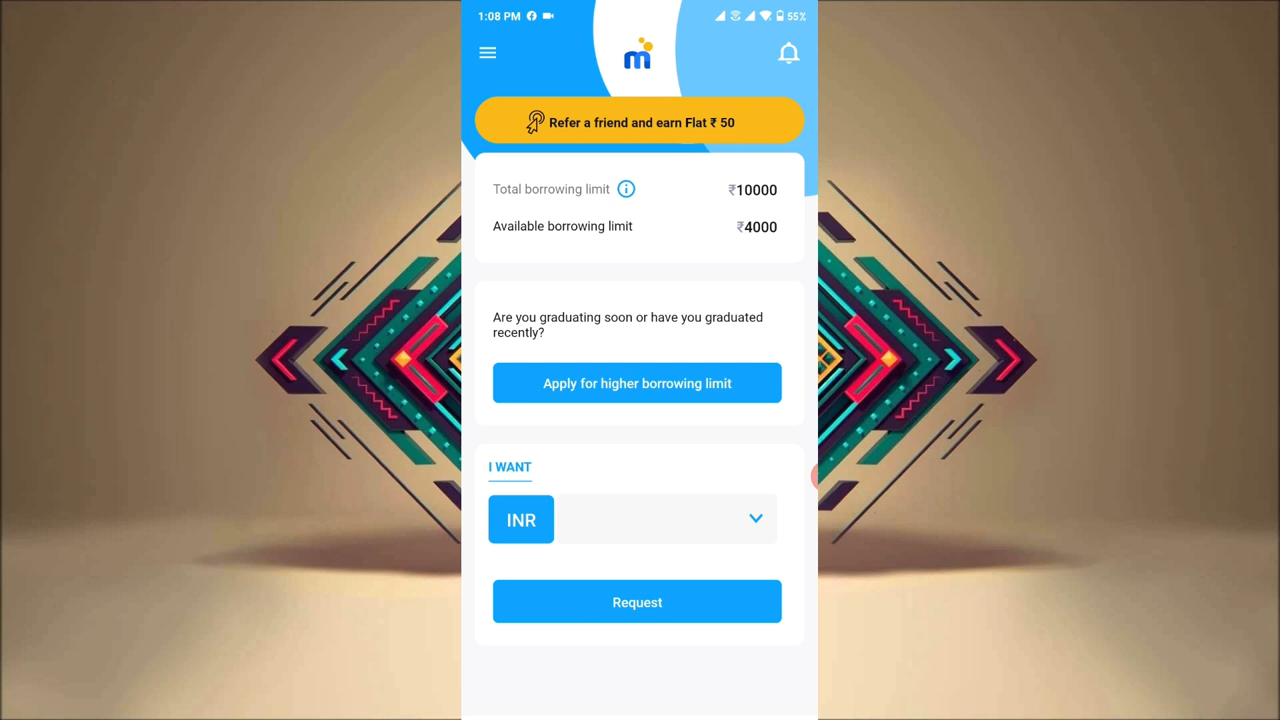 1:08 PM
55%
m
Refer a friend and earn Flat ₹ 50
Total borrowing limit ₹10000
Available borrowing limit ₹4000
Are you graduating soon or have you graduated
recently?
Apply for higher borrowing limit
I WANT
INR
Request